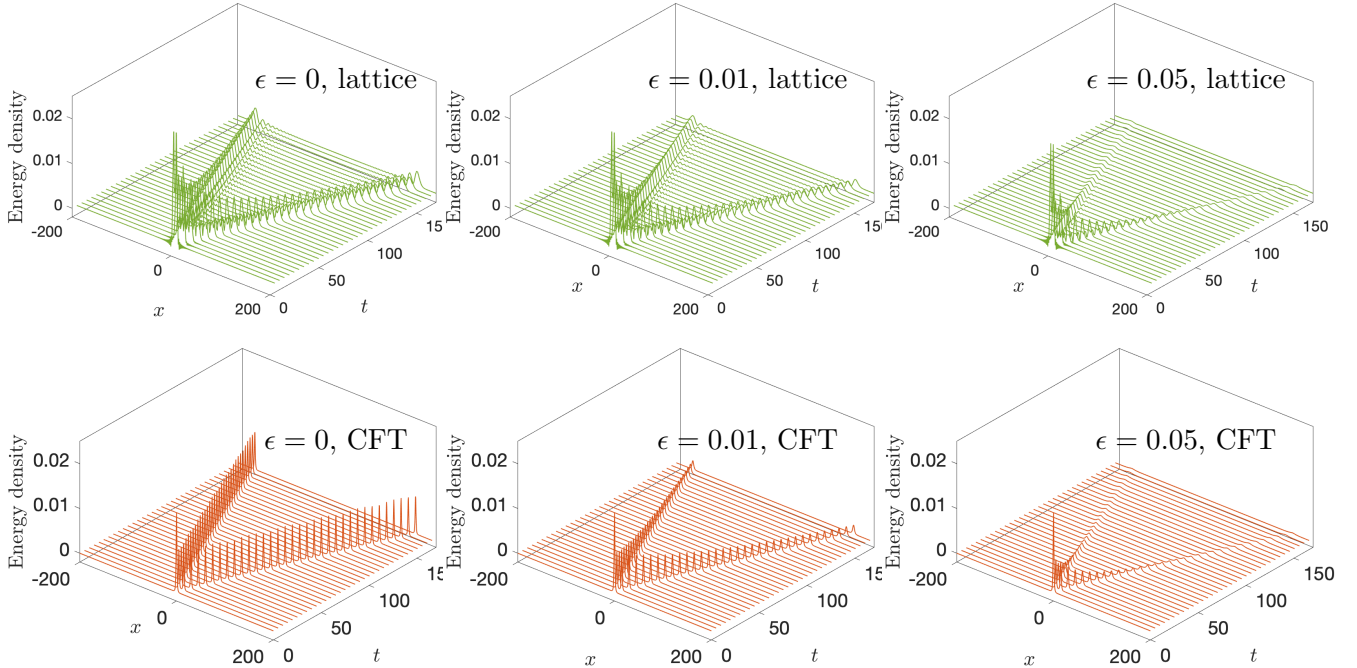 ϵ = 0, lattice
Energy density
0.02
0.01
0
-200
0
200
x
0
50
100
15
t
ϵ = 0.01, lattice
Energy density
0.02
0.01
0
-200
0
200
x
0
50
100
15
t
ϵ = 0.05, lattice
Energy density
0.02
0.01
0
-200
0
200
x
0
50
100
150
t
ϵ = 0, CFT
Energy density
0.02
0.01
0
-200
0
200
x
0
50
100
15
t
ϵ = 0.01, CFT
Energy density
0.02
0.01
0
-200
0
200
x
0
50
100
15
t
ϵ = 0.05, CFT
Energy density
0.02
0.01
0
-200
0
200
x
0
50
100
150
t